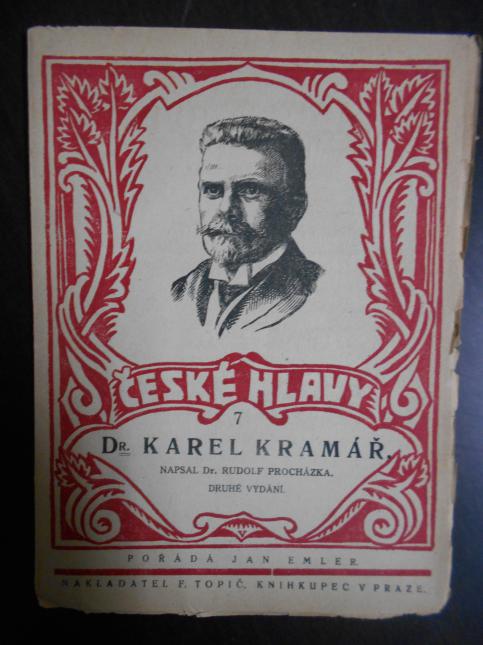 ČESKÉ HLAVY
7
DR. KAREL KRAMÁŘ.
NAPSAL Dr. RUDOLF PROCHÁZKA.
DRUHÉ VYDÁNÍ.
POŘÁDÁ JAN EMLER.
NAKLADATEL F. TOPIČ, KNIHKUPEC V PRAZE.